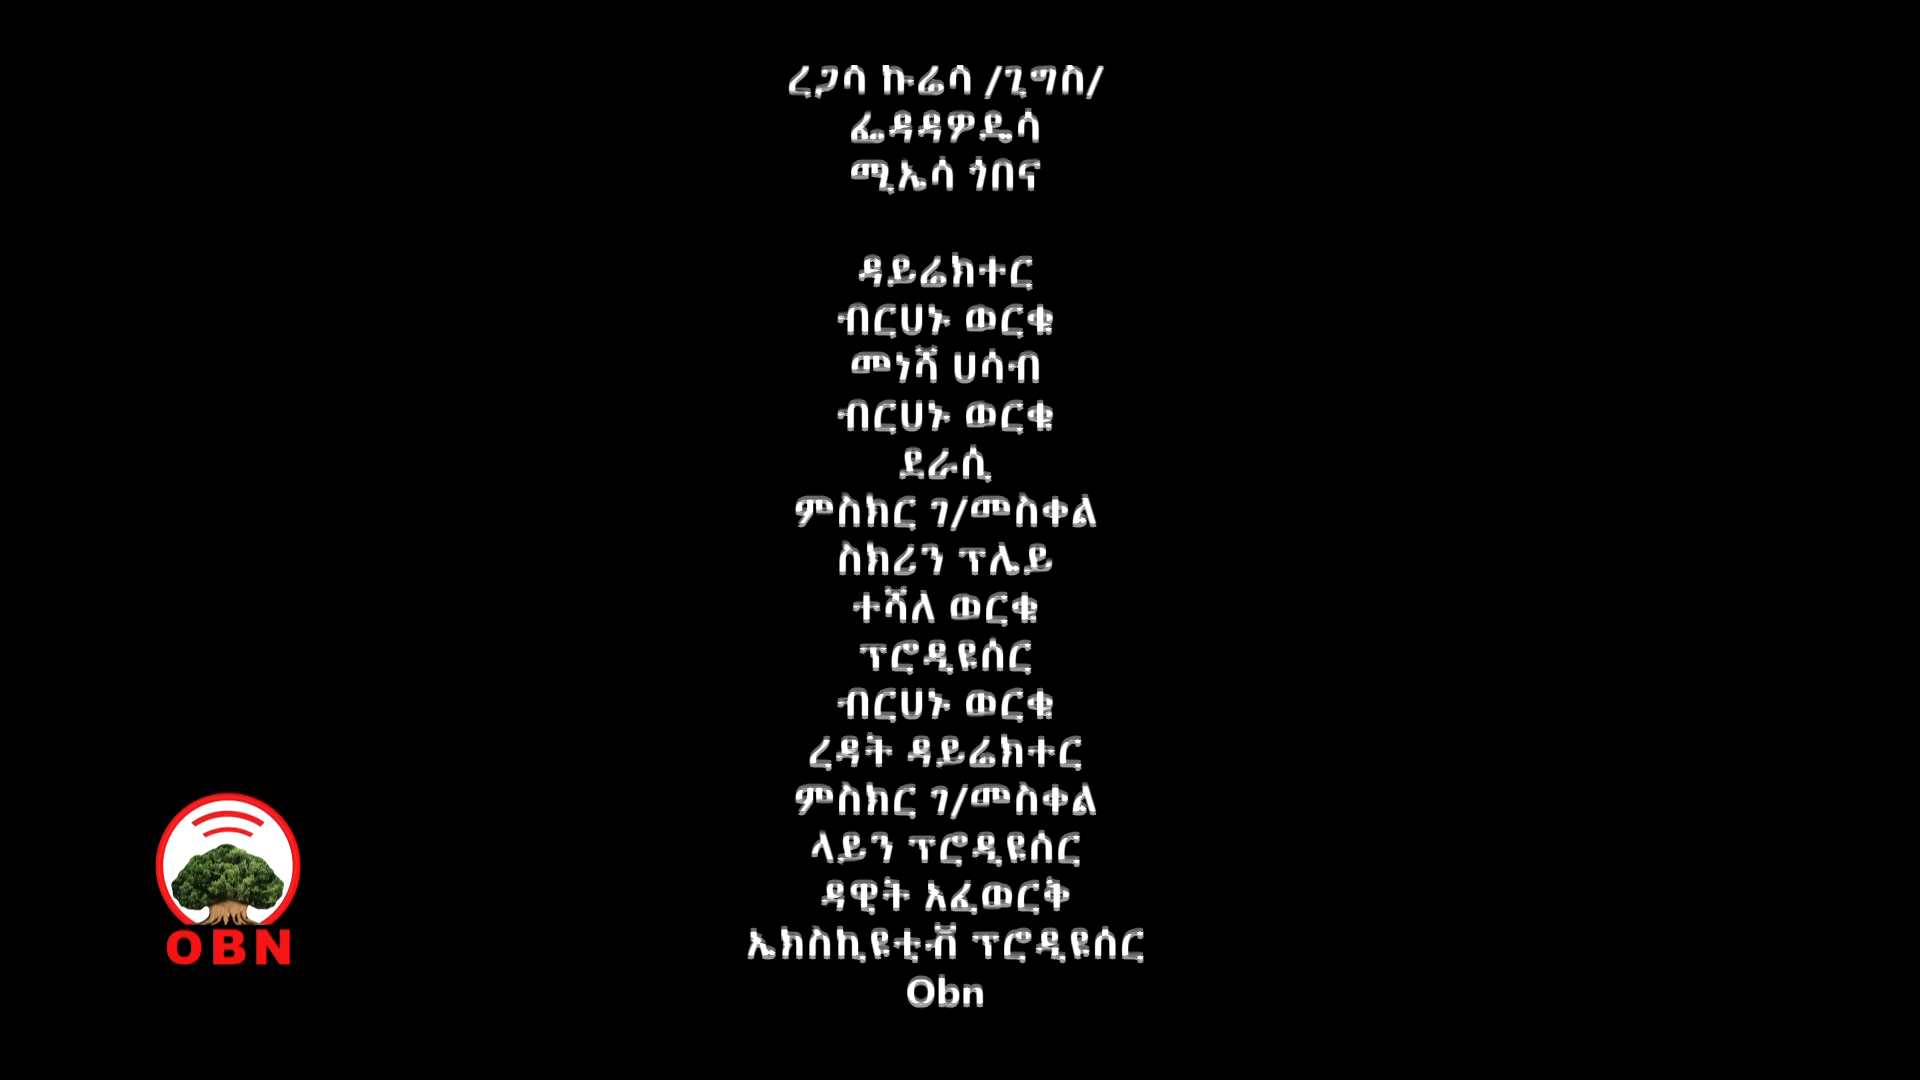 ረጋሳ ኩሬሳ /ጊግስ/
ፌዳዳዎዴሳ
ሚኤሳ ጎበና
ዳይሬክተር
ብርሀኑ ወርቁ
መነሻ ሀሳብ
ብርሀኑ ወርቁ
ደራሲ
ምስክር ገ/መስቀል
ስክሪን ፕሌይ
ተሻለ ወርቁ
ፕሮዲዩሰር
ብርሀኑ ወርቁ
ረዳት ዳይሬክተር
ምስክር ገ/መስቀል
ላይን ፕሮዲዩሰር
ዳዊት አፈወርቅ
ኤክስኪዩቲቭ ፕሮዲዩሰር
Obn
OBN